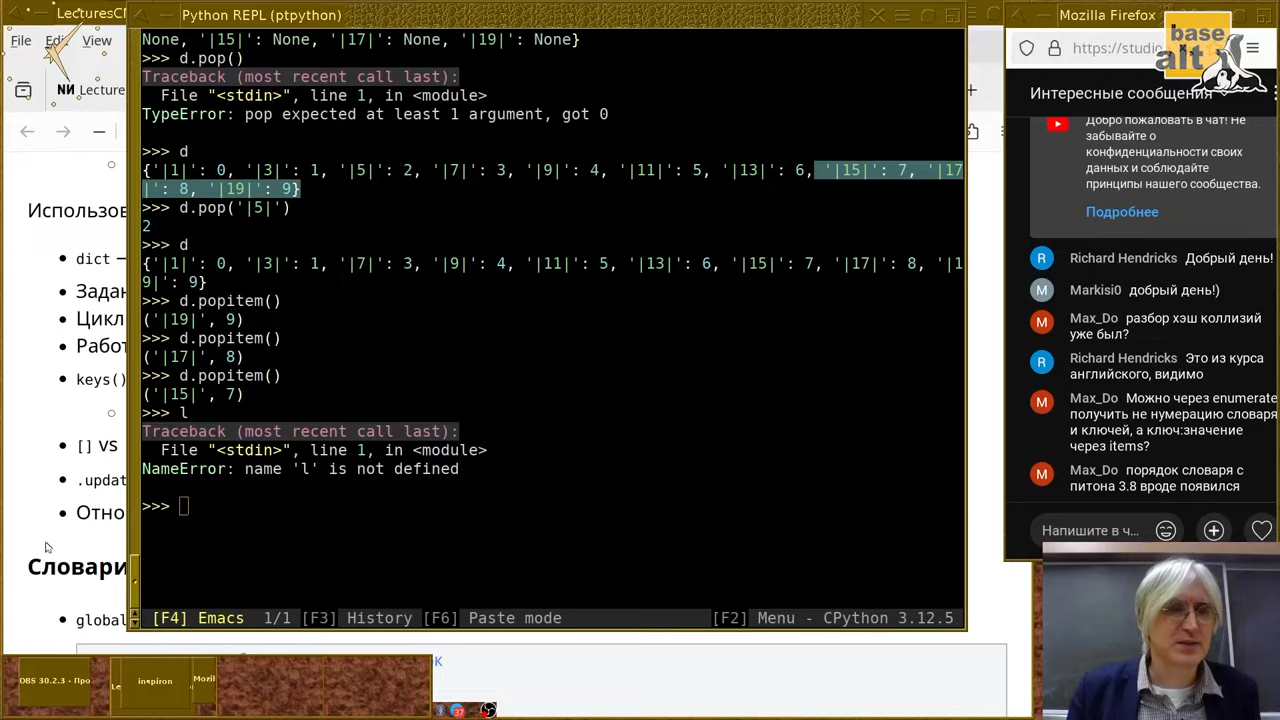 LecturesCM
File
View
Lecture
Использов
dict —
Цикл
Работ
keys()
[] vs
.updat
Отно
Словари
global
К
Python REPL (ptpython)
None, '|15|': None, '|17|': None, '|19|': None}
>>> d.pop()
Traceback (most recent call last):
File "<stdin>", line 1, in <module>
TypeError: pop expected at least 1 argument, got 0
>>> d
{'|1|': 0, '|3|': 1, '|5|': 2, '|7|': 3, '|9|': 4, '|11|': 5, '|13|': 6, '|15|': 7, '|17
|': 8, '|19|': 9}
>>> d.pop('|5|')
2
>>> d
{'|1|': 0, '|3|': 1, '|7|': 3, '|9|': 4, '|11|': 5, '|13|': 6, '|15|': 7, '|17|': 8, '|1
9|': 9}
>>> d.popitem()
('|19|', 9)
>>> d.popitem()
('|17|', 8)
>>> d.popitem()
('|15|', 7)
>>> l
Traceback (most recent call last):
File "<stdin>", line 1, in <module>
NameError: name 'l' is not defined
>>>
[F4] Emacs 1/1 [F3] History [F6] Paste mode [F2] Menu - CPython 3.12.5
OBS 30.2.3 - Про
inspiron
Mozil
37
Mozilla Firefox
base
alt
https://studio
Интересные сообщения
Добро пожаловать в чат! Не
забывайте о
конфиденциальности своих
данных и соблюдайте
принципы нашего сообщества.
Подробнее
R Richard Hendricks Добрый день!
M Markisi0 добрый день!)
M Max_Do разбор хэш коллизий
уже был?
R Richard Hendricks Это из курса
английского, видимо
M Max_Do Можно через enumerate
получить не нумерацию словаря
и ключей, а ключ:значение
через items?
M Max_Do порядок словаря с
питона 3.8 вроде появился
Напишите в ч...